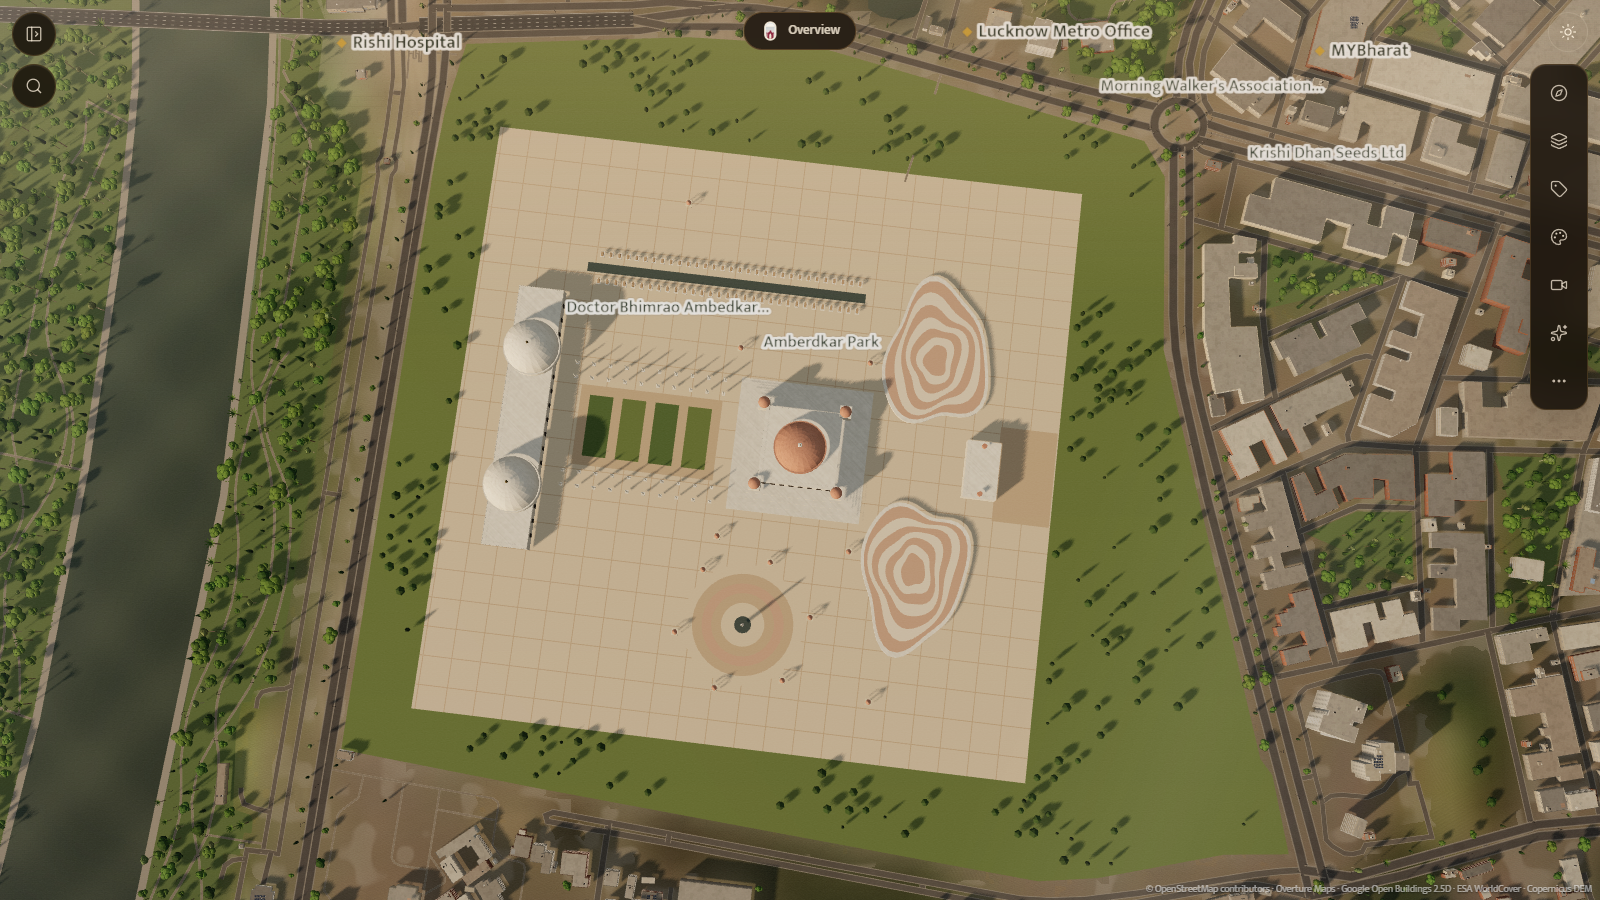 Overview
Rishi Hospital
Lucknow Metro Office
MYBharat
Morning Walker's Association...
Krishi Dhan Seeds Ltd
Doctor Bhimrao Ambedkar...
Amberdkar Park
© OpenStreetMap contributors · Overture Maps · Google Open Buildings 2.5D · ESA WorldCover · Copernicus DEM